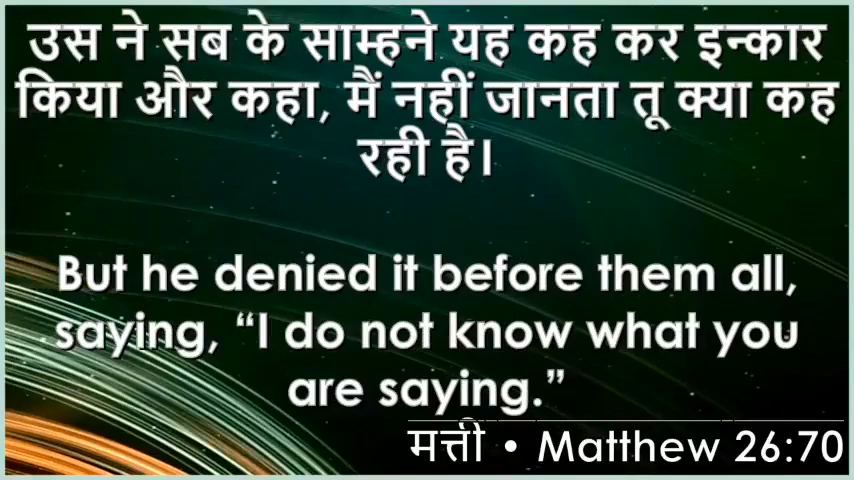 उस ने सब के साम्हने यह कह कर इन्कार
किया और कहा, मैं नहीं जानता तू क्या कह
रही है।
But he denied it before them all,
saying, “I do not know what you
are saying.”
मत्ती • Matthew 26:70